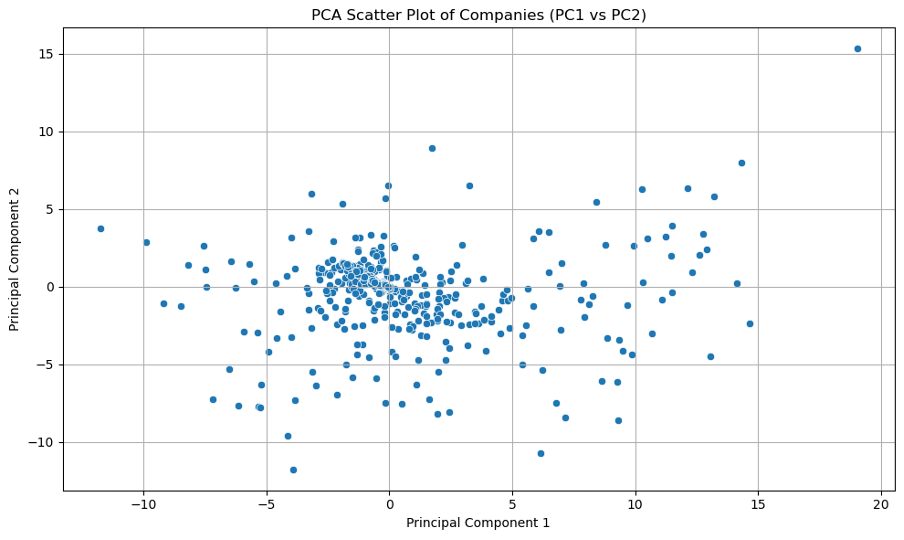 PCA Scatter Plot of Companies (PC1 vs PC2)
15
10
5
0
−5
−10
Principal Component 2
−10 −5 0 5 10 15 20
Principal Component 1